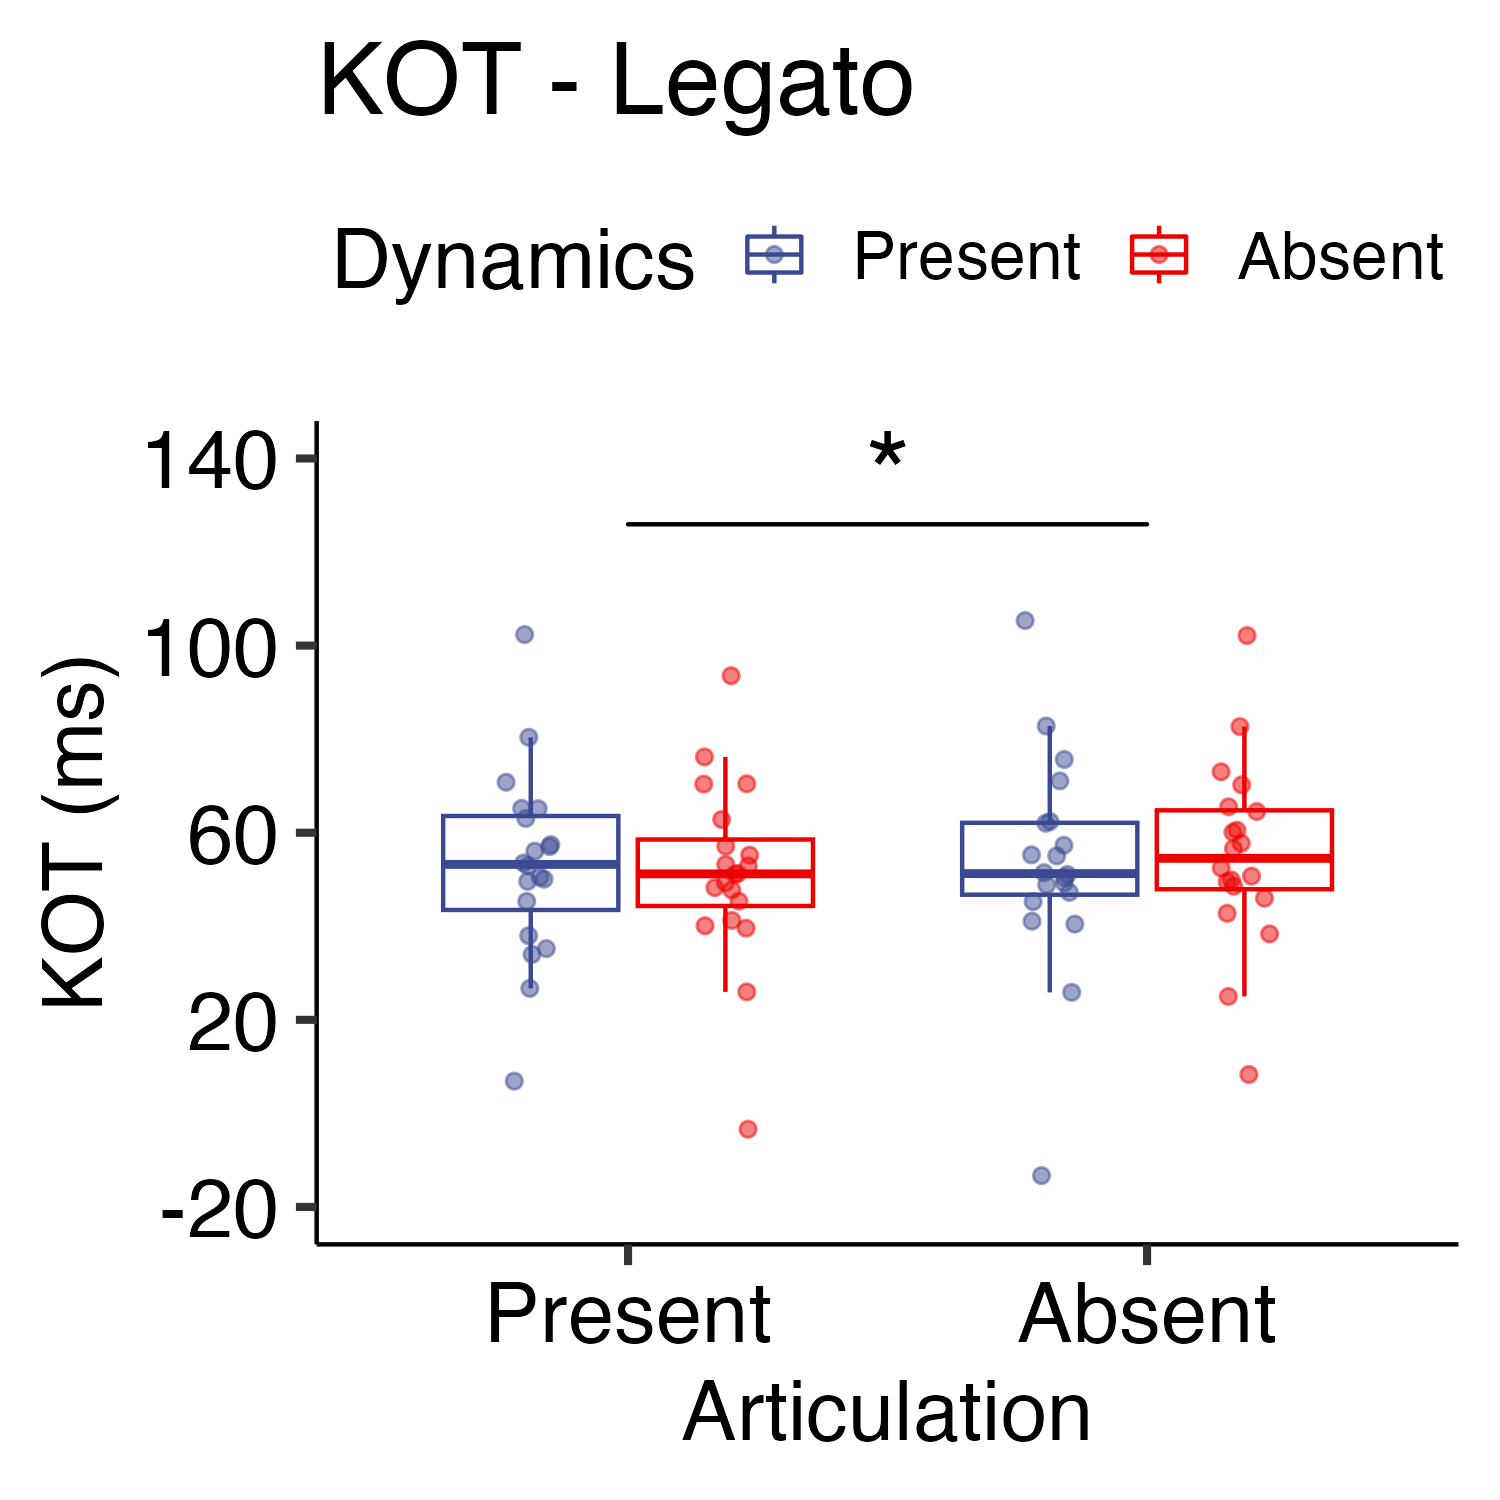 KOT - Legato
Dynamics Present Absent
*
140
100
60
20
-20
KOT (ms)
Present Absent
Articulation